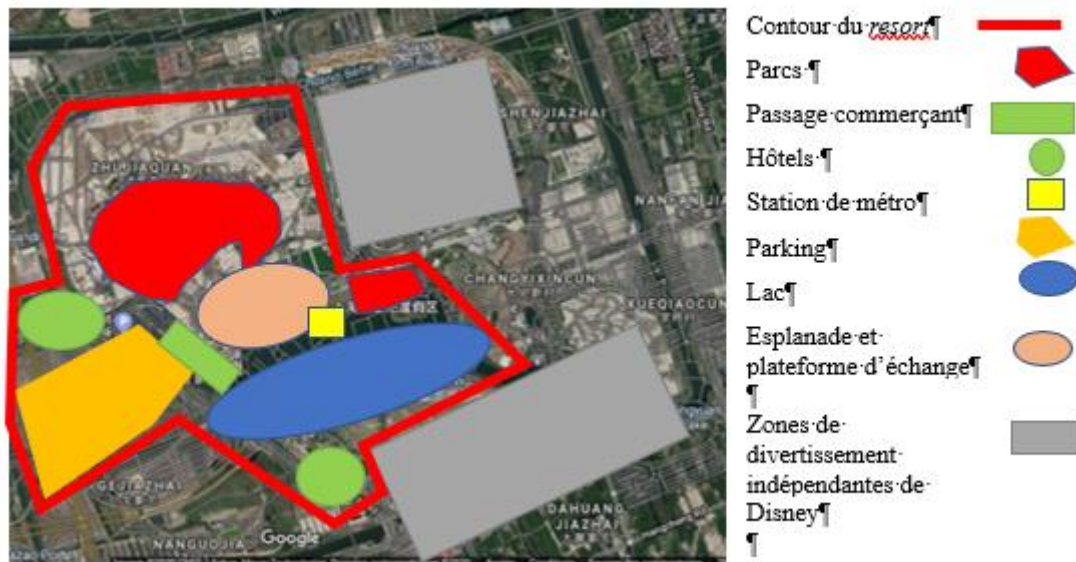 Contour·du·resort¶
Parcs·¶
Passage·commerçant¶
Hôtels·¶
Station·de·métro¶
Parking¶
Lac¶
Esplanade·et·
plateforme·d’échange¶
¶
Zones·de·
divertissement·
indépendantes·de·
Disney¶
¶
SHENJIAZHAI
ZHUJIAQUAN
CHANGYIXINCUN
XUEQIAOCUN
GEJIAZHAI
DAHUANG
JIAZHAI
NANGUOJIA
Google